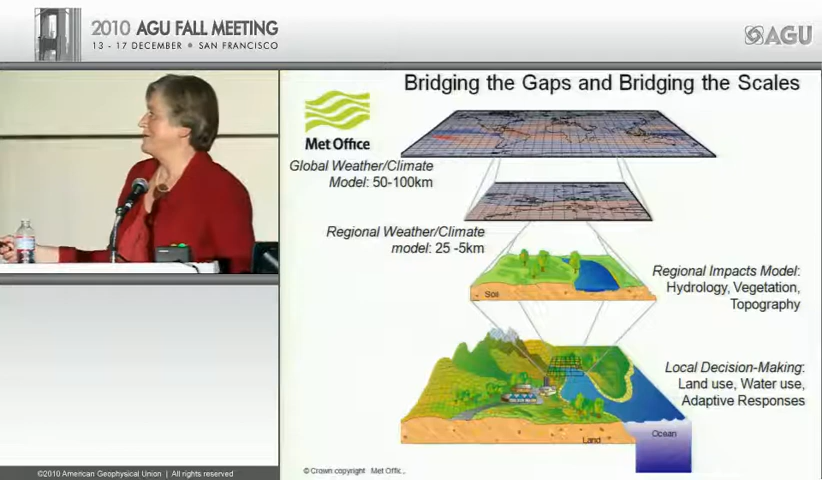 2010 AGU FALL MEETING
13 - 17 DECEMBER • SAN FRANCISCO
AGU
Bridging the Gaps and Bridging the Scales
Met Office
Global Weather/Climate
Model: 50-100km
Regional Weather/Climate
model: 25 -5km
Regional Impacts Model:
Hydrology, Vegetation,
Topography
Soil
Local Decision-Making:
Land use, Water use,
Adaptive Responses
Land
Ocean
©2010 American Geophysical Union | All rights reserved
© Crown copyright Met Offic